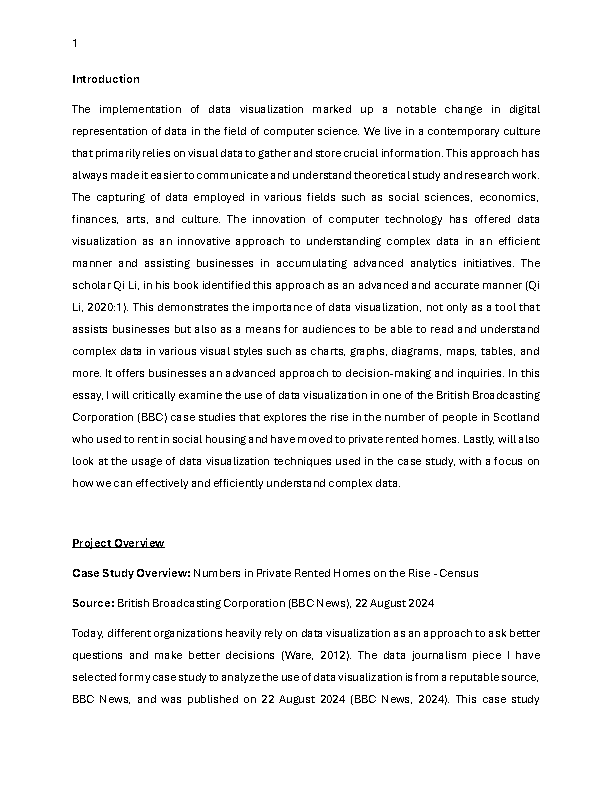 1
Introduction
The implementation of data visualization marked up a notable change in digital
representation of data in the field of computer science. We live in a contemporary culture
that primarily relies on visual data to gather and store crucial information. This approach has
always made it easier to communicate and understand theoretical study and research work.
The capturing of data employed in various fields such as social sciences, economics,
finances, arts, and culture. The innovation of computer technology has offered data
visualization as an innovative approach to understanding complex data in an efficient
manner and assisting businesses in accumulating advanced analytics initiatives. The
scholar Qi Li, in his book identified this approach as an advanced and accurate manner (Qi
Li, 2020:1). This demonstrates the importance of data visualization, not only as a tool that
assists businesses but also as a means for audiences to be able to read and understand
complex data in various visual styles such as charts, graphs, diagrams, maps, tables, and
more. It offers businesses an advanced approach to decision-making and inquiries. In this
essay, I will critically examine the use of data visualization in one of the British Broadcasting
Corporation (BBC) case studies that explores the rise in the number of people in Scotland
who used to rent in social housing and have moved to private rented homes. Lastly, will also
look at the usage of data visualization techniques used in the case study, with a focus on
how we can effectively and efficiently understand complex data.
Project Overview
Case Study Overview: Numbers in Private Rented Homes on the Rise - Census
Source: British Broadcasting Corporation (BBC News), 22 August 2024
Today, different organizations heavily rely on data visualization as an approach to ask better
questions and make better decisions (Ware, 2012). The data journalism piece I have
selected for my case study to analyze the use of data visualization is from a reputable source,
BBC News, and was published on 22 August 2024 (BBC News, 2024). This case study